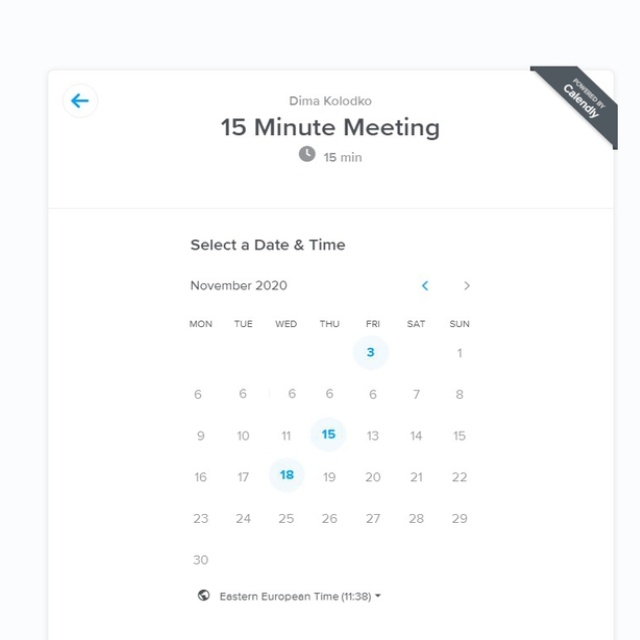 POWERED BY
Calendly
Dima Kolodko
15 Minute Meeting
15 min
Select a Date & Time
November 2020
MON TUE WED THU FRI SAT SUN
3 1
6 6 6 6 6 7 8
9 10 11 15 13 14 15
16 17 18 19 20 21 22
23 24 25 26 27 28 29
30
Eastern European Time (11:38)